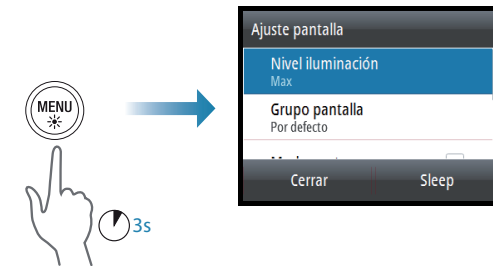 Ajuste pantalla
Nivel iluminación
Max
MENU
Grupo pantalla
Por defecto
Cerrar
Sleep
3s